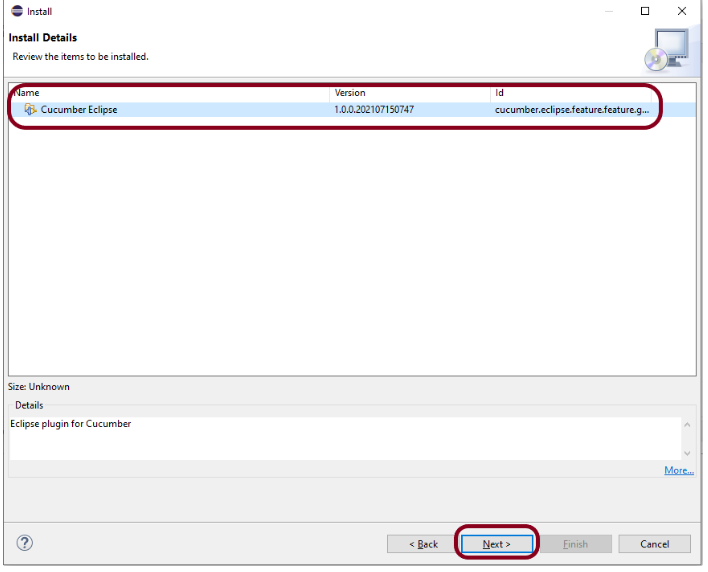 Install
Install Details
Review the items to be installed.
Name Version Id
Cucumber Eclipse 1.0.0.202107150747 cucumber.eclipse.feature.feature.g...
Size: Unknown
Details
Eclipse plugin for Cucumber
More...
?
< Back Next > Finish Cancel